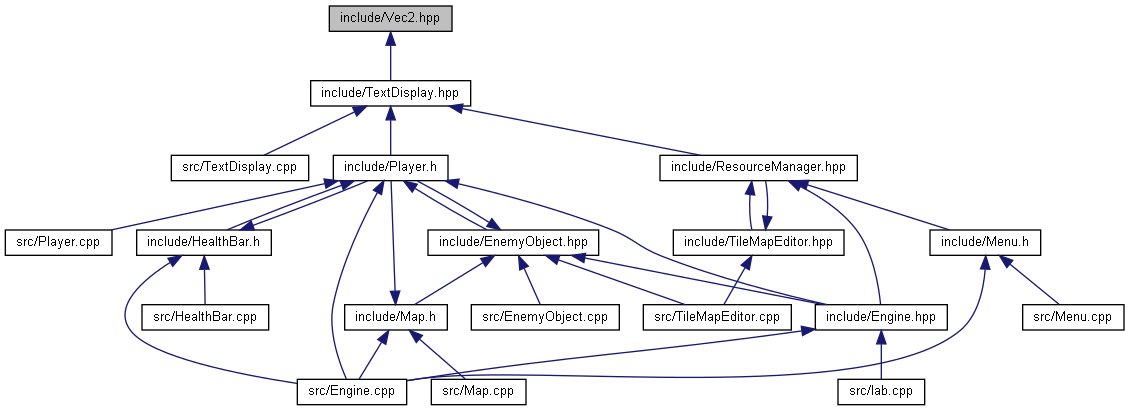 include/Vec2.hpp
include/TextDisplay.hpp
src/TextDisplay.cpp
include/Player.h
include/ResourceManager.hpp
src/Player.cpp
include/HealthBar.h
include/EnemyObject.hpp
include/TileMapEditor.hpp
include/Menu.h
src/HealthBar.cpp
include/Map.h
src/EnemyObject.cpp
src/TileMapEditor.cpp
include/Engine.hpp
src/Menu.cpp
src/Engine.cpp
src/Map.cpp
src/lab.cpp